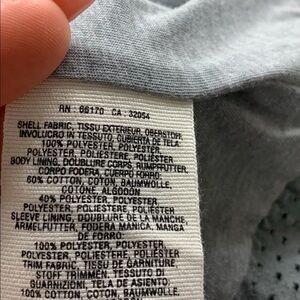 RN : 66170 CA : 32054
SHELL FABRIC, TISSU EXTERIEUR, OBERSTOFF,
INVOLUCRO IN TESSUTO, CUBIERTA DE TELA:
100% POLYESTER, POLYESTER,
POLYESTER, POLIESTERE, POLIESTER
BODY LINING, DOUBLURE CORPS, RUMPFFUTTER,
CORPO FODERA, CUERPO FORRO:
60% COTTON, COTON, BAUMWOLLE,
COTONE, ALGODON
40% POLYESTER, POLYESTER,
POLYESTER, POLIESTERE, POLIESTER
SLEEVE LINING, DOUBLURE DE LA MANCHE,
ARMELFUTTER, FODERA MANICA, MANGA
DE FORRO:
100% POLYESTER, POLYESTER,
POLYESTER, POLIESTERE, POLIESTER
TRIM FABRIC, TISSU DE GARNITURE
STOFF TRIMMEN, TESSUTO DI
GUARNIZIONI, TELA DE ASIENTO
100% COTTON, COTON, BAUMWOLLE